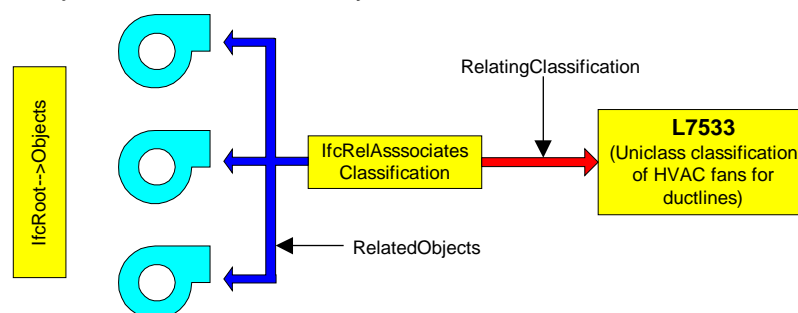 RelatingClassification
IfcRoot-->Objects
IfcRelAsssociates
Classification
L7533
(Uniclass classification
of HVAC fans for
ductlines)
RelatedObjects